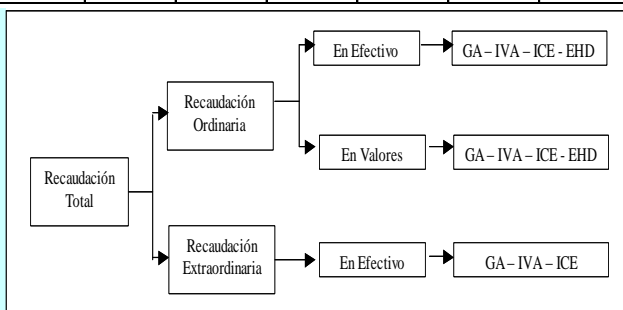 En Efectivo
GA – IVA – ICE - EHD
Recaudación
Ordinaria
En Valores
GA – IVA – ICE - EHD
Recaudación
Total
Recaudación
Extraordinaria
En Efectivo
GA – IVA – ICE